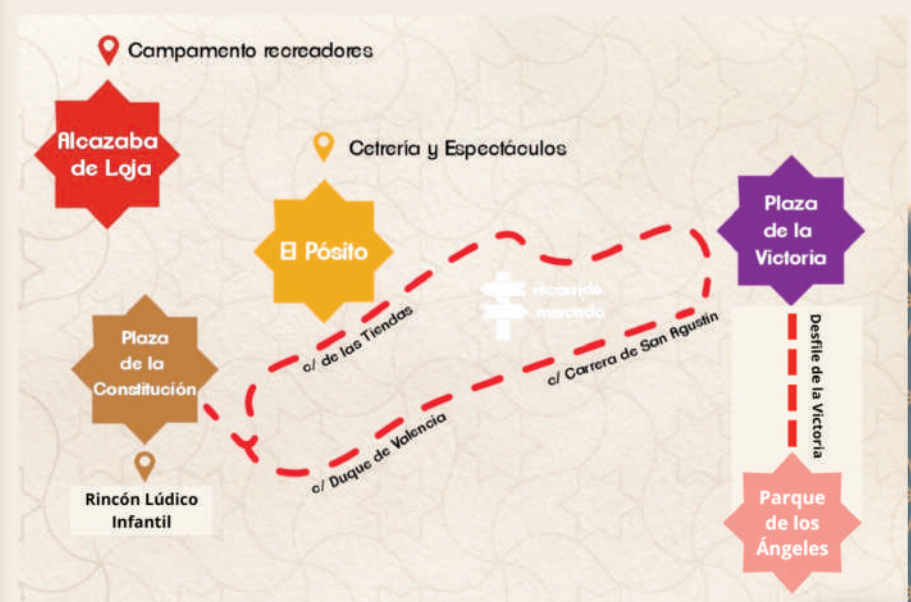 Campamento recreadores
Alcazaba
de Loja
Cetrería y Espectáculos
El Pósito
Plaza
de la
Victoria
recorrido
mercado
c/ de las Tiendas
c/ Carrera de San Agustín
c/ Duque de Valencia
Desfile de la Victoria
Plaza
de la
Constitución
Rincón Lúdico
Infantil
Parque
de los
Ángeles